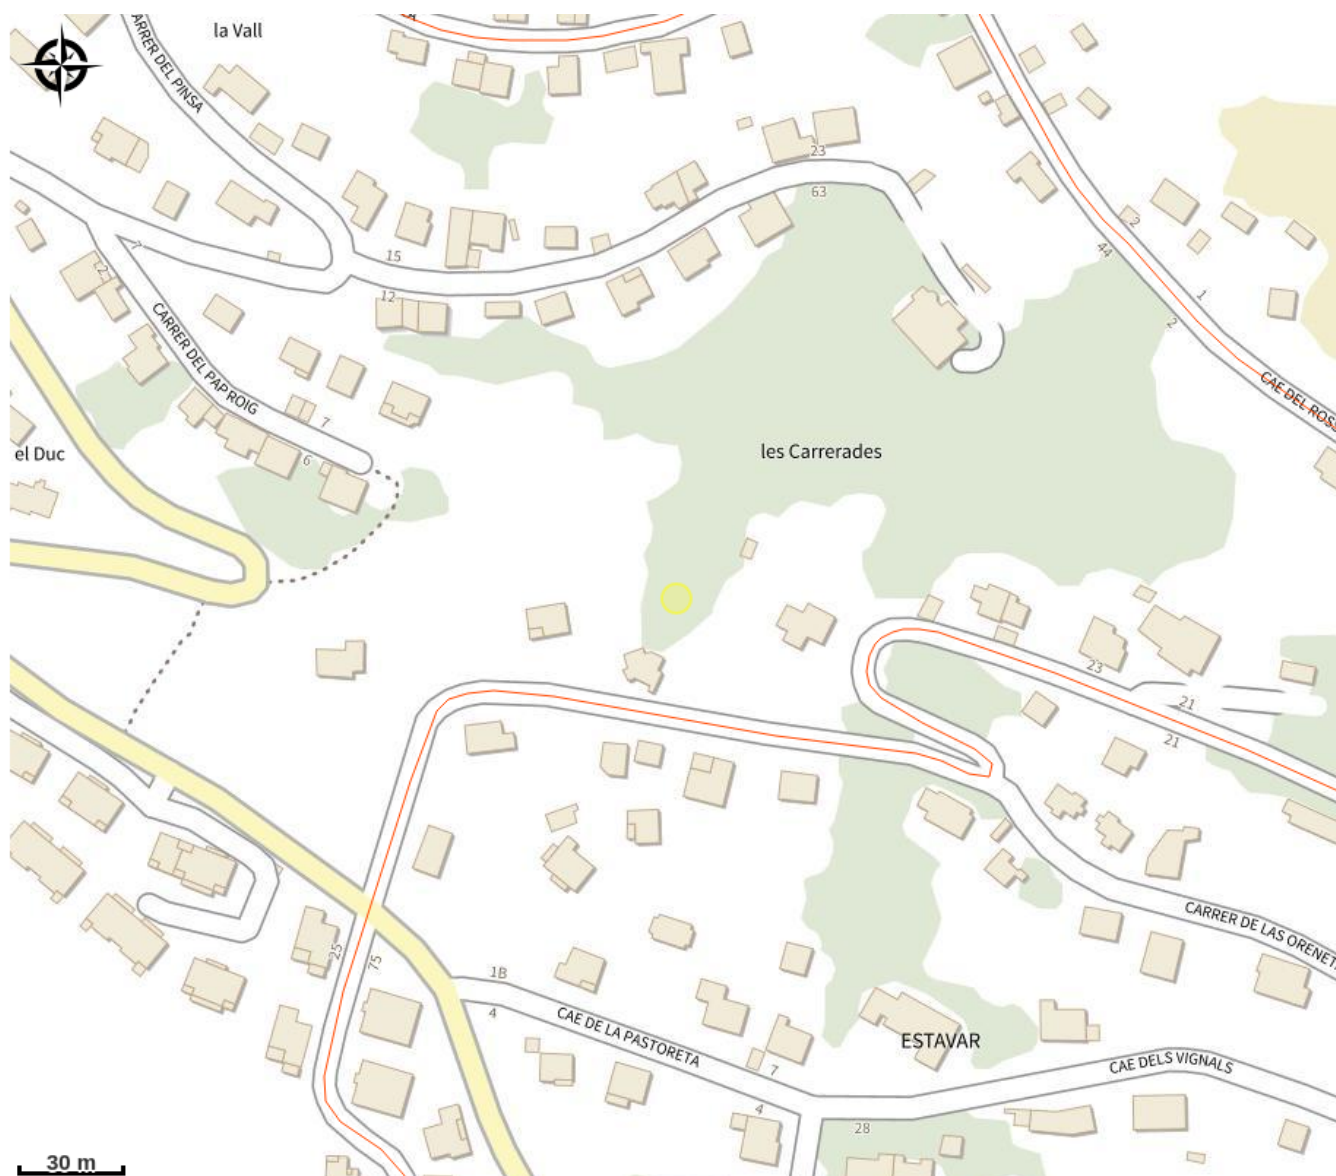 la Vall
CARRER DEL PINSA
23
63
2
44
15
12
7
2
1
2
CARRER DEL PAP ROIG
CAE DEL ROSS
7
6
el Duc
les Carrerades
23
21
21
25
75
1B
4
CAE DE LA PASTORETA
7
4
CARRER DE LAS ORENET
ESTAVAR
CAE DELS VIGNALS
28
30 m